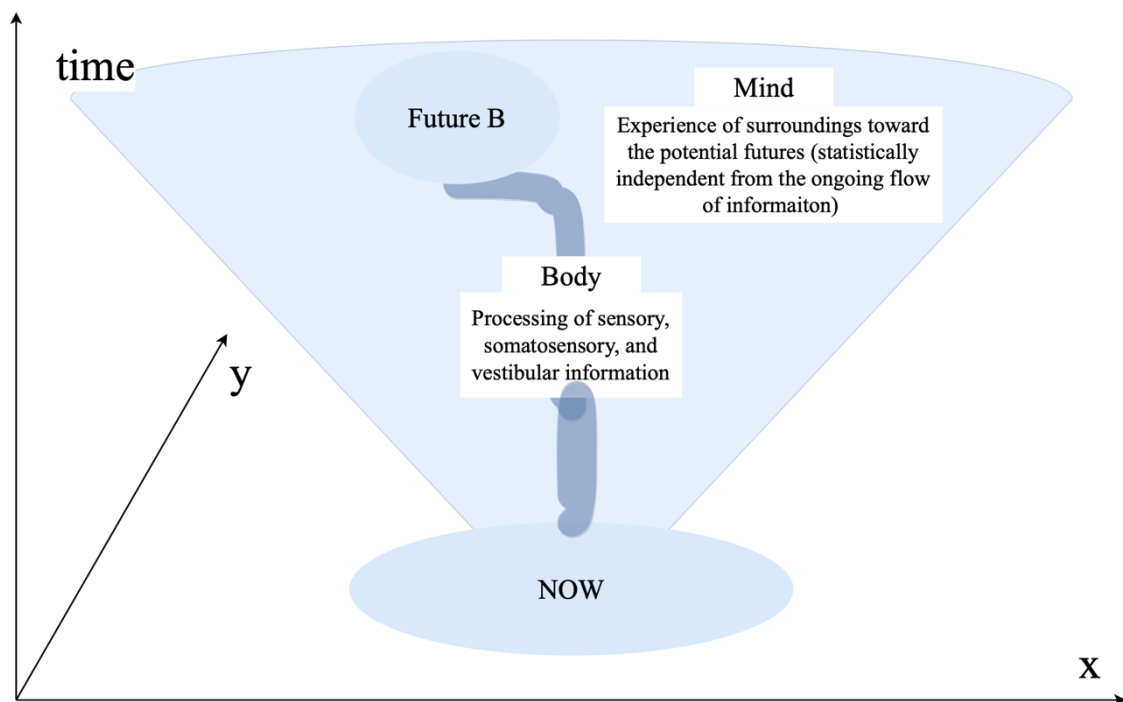 time
Future B
Mind
Experience of surroundings toward
the potential futures (statistically
independent from the ongoing flow
of informaiton)
Body
Processing of sensory,
somatosensory, and
vestibular information
y
NOW
x